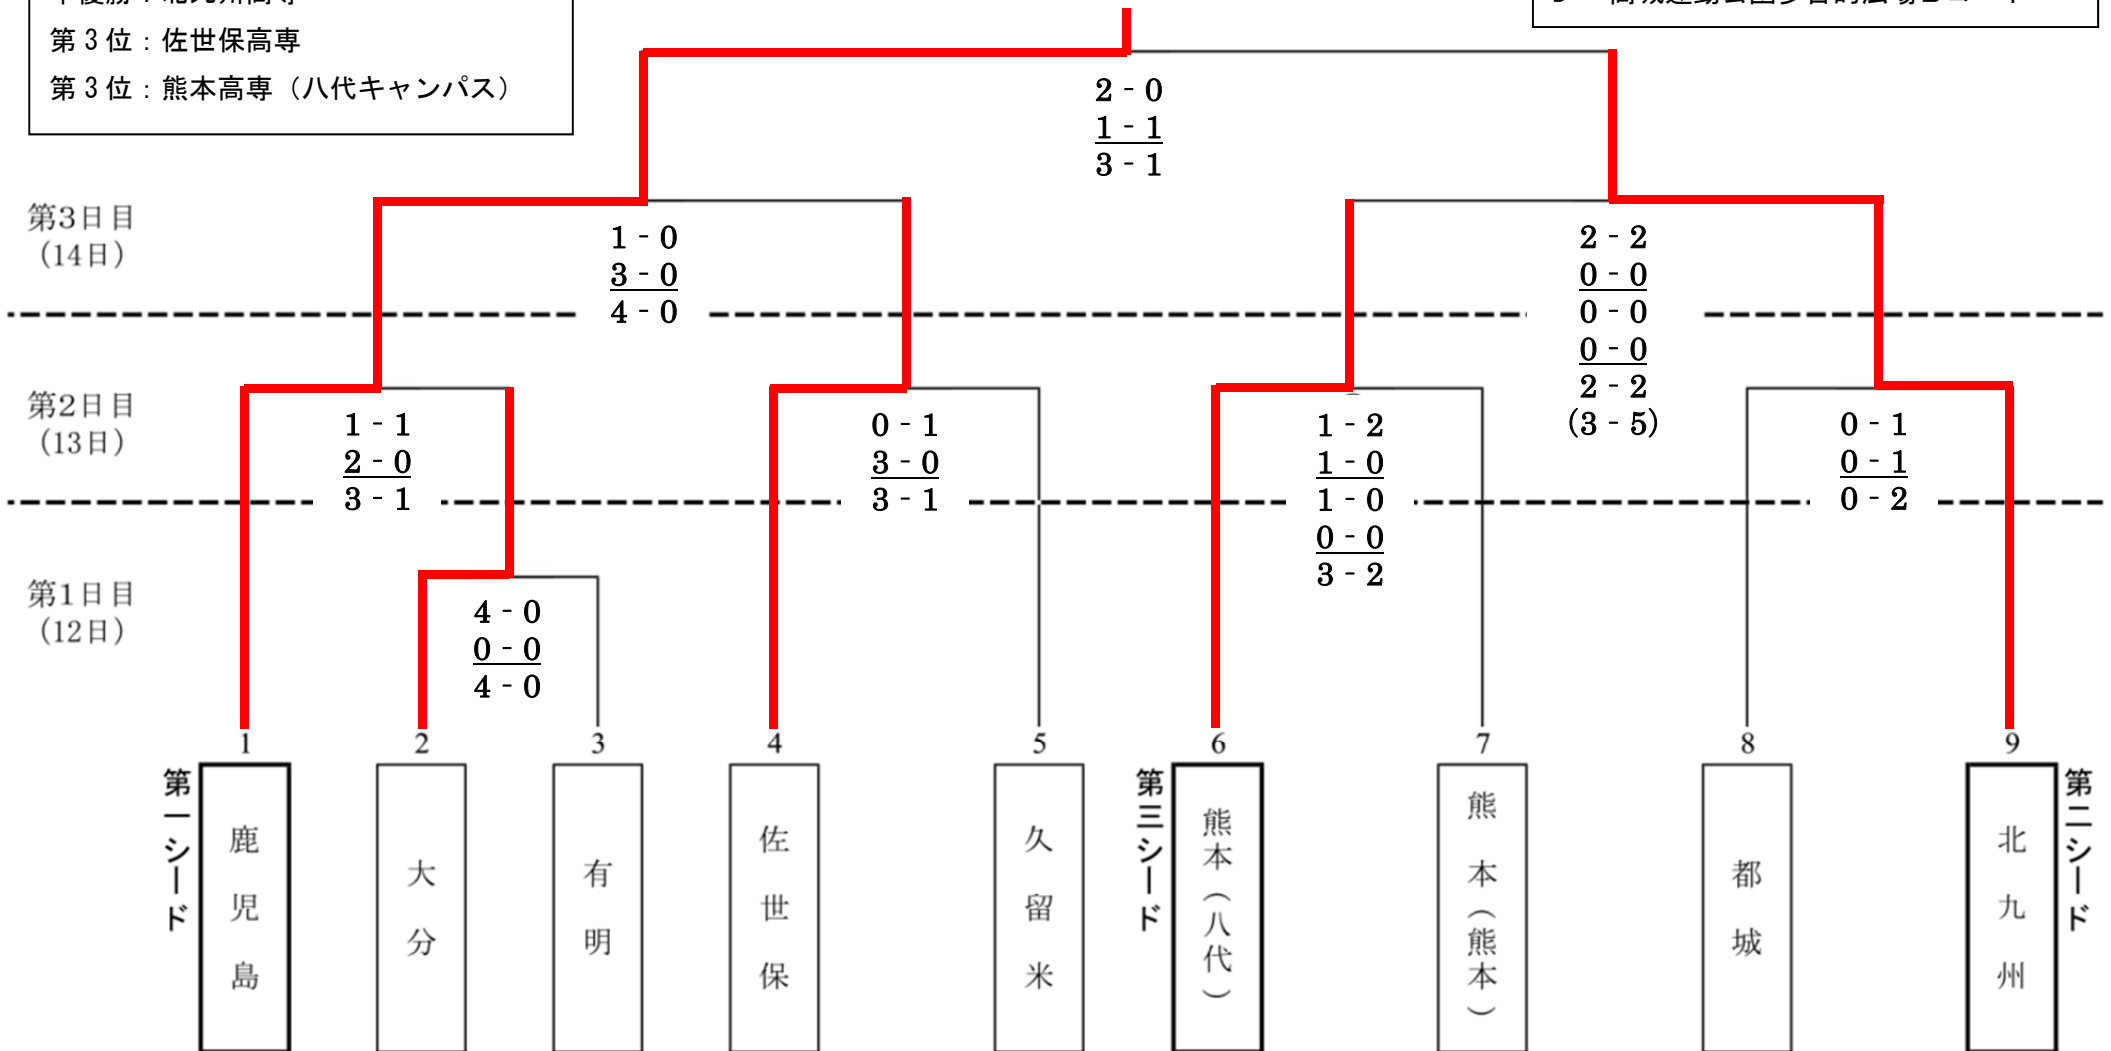 第3位：佐世保高専
第3位：熊本高専（八代キャンパス）
2 - 0
1 - 1
3 - 1
第3日目
(14日)
1 - 0
3 - 0
4 - 0
2 - 2
0 - 0
0 - 0
0 - 0
2 - 2
(3 - 5)
第2日目
(13日)
1 - 1
2 - 0
3 - 1
0 - 1
3 - 0
3 - 1
1 - 2
1 - 0
1 - 0
0 - 0
3 - 2
0 - 1
0 - 1
0 - 2
第1日目
(12日)
4 - 0
0 - 0
4 - 0
1
2
3
4
5
6
7
8
9
第一シード
鹿児島
大分
有明
佐世保
久留米
第三シード
熊本（八代）
熊本（熊本）
都城
北九州
第二シード